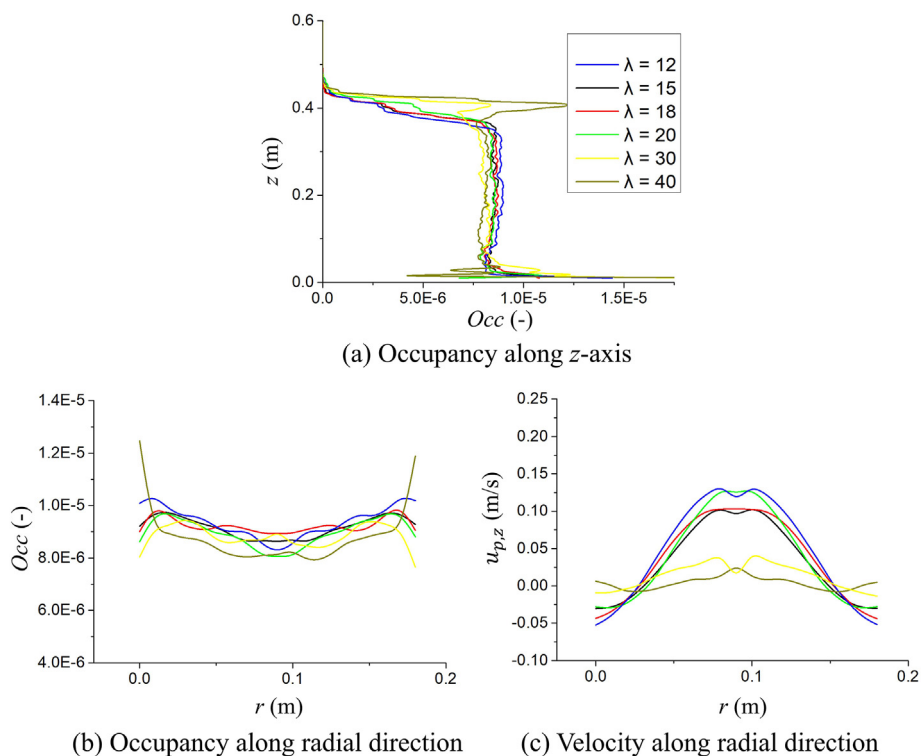 0.6
0.4
0.2
0.0
z (m)
0.0 5.0E-6 1.0E-5 1.5E-5
Occ (-)
λ = 12
λ = 15
λ = 18
λ = 20
λ = 30
λ = 40
(a) Occupancy along z-axis
1.4E-5
1.2E-5
1.0E-5
8.0E-6
6.0E-6
4.0E-6
Occ (-)
0.0 0.1 0.2
r (m)
(b) Occupancy along radial direction
0.25
0.20
0.15
0.10
0.05
0.00
-0.05
-0.10
u_{p,z} (m/s)
0.0 0.1 0.2
r (m)
(c) Velocity along radial direction